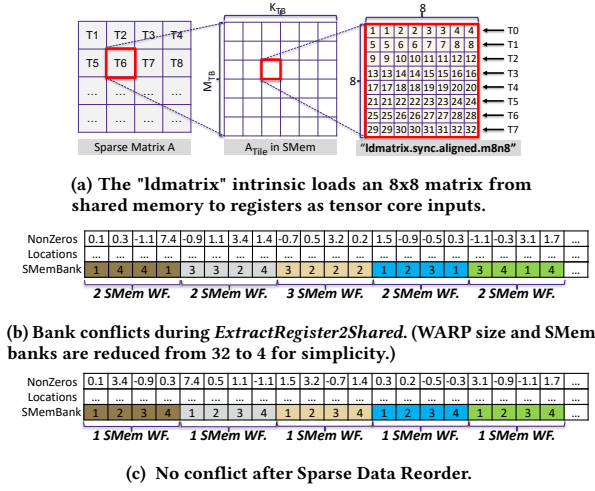 K_TB
8
T1 T2 T3 T4
T5 T6 T7 T8
... ... ... ...
... ... ... ...
M_TB
8
1 1 2 2 3 3 4 4 T0
5 5 6 6 7 7 8 8 T1
9 9 10 10 11 11 12 12 T2
13 13 14 14 15 15 16 16 T3
17 17 18 18 19 19 20 20 T4
21 21 22 22 23 23 24 24 T5
25 25 26 26 27 27 28 28 T6
29 29 30 30 31 31 32 32 T7
Sparse Matrix A
A_Tile in SMem
"ldmatrix.sync.aligned.m8n8"
(a) The "ldmatrix" intrinsic loads an 8x8 matrix from
shared memory to registers as tensor core inputs.
NonZeros 0.1 0.3 -1.1 7.4 -0.9 1.1 3.4 1.4 -0.7 0.5 3.2 0.2 1.5 -0.9 -0.5 0.3 -1.1 -0.3 3.1 1.7 ...
Locations ... ... ... ... ... ... ... ... ... ... ... ... ... ... ... ... ... ... ... ... ...
SMemBank 1 4 4 1 3 3 2 4 3 2 2 2 1 2 3 1 3 4 1 4 ...
2 SMem WF. 2 SMem WF. 3 SMem WF. 2 SMem WF. 2 SMem WF.
(b) Bank conflicts during ExtractRegister2Shared. (WARP size and SMem
banks are reduced from 32 to 4 for simplicity.)
NonZeros 0.1 3.4 -0.9 0.3 7.4 0.5 1.1 -1.1 1.5 3.2 -0.7 1.4 0.3 0.2 -0.5 -0.3 3.1 -0.9 -1.1 1.7 ...
Locations ... ... ... ... ... ... ... ... ... ... ... ... ... ... ... ... ... ... ... ... ...
SMemBank 1 2 3 4 1 2 3 4 1 2 3 4 1 2 3 4 1 2 3 4 ...
1 SMem WF. 1 SMem WF. 1 SMem WF. 1 SMem WF. 1 SMem WF.
(c) No conflict after Sparse Data Reorder.